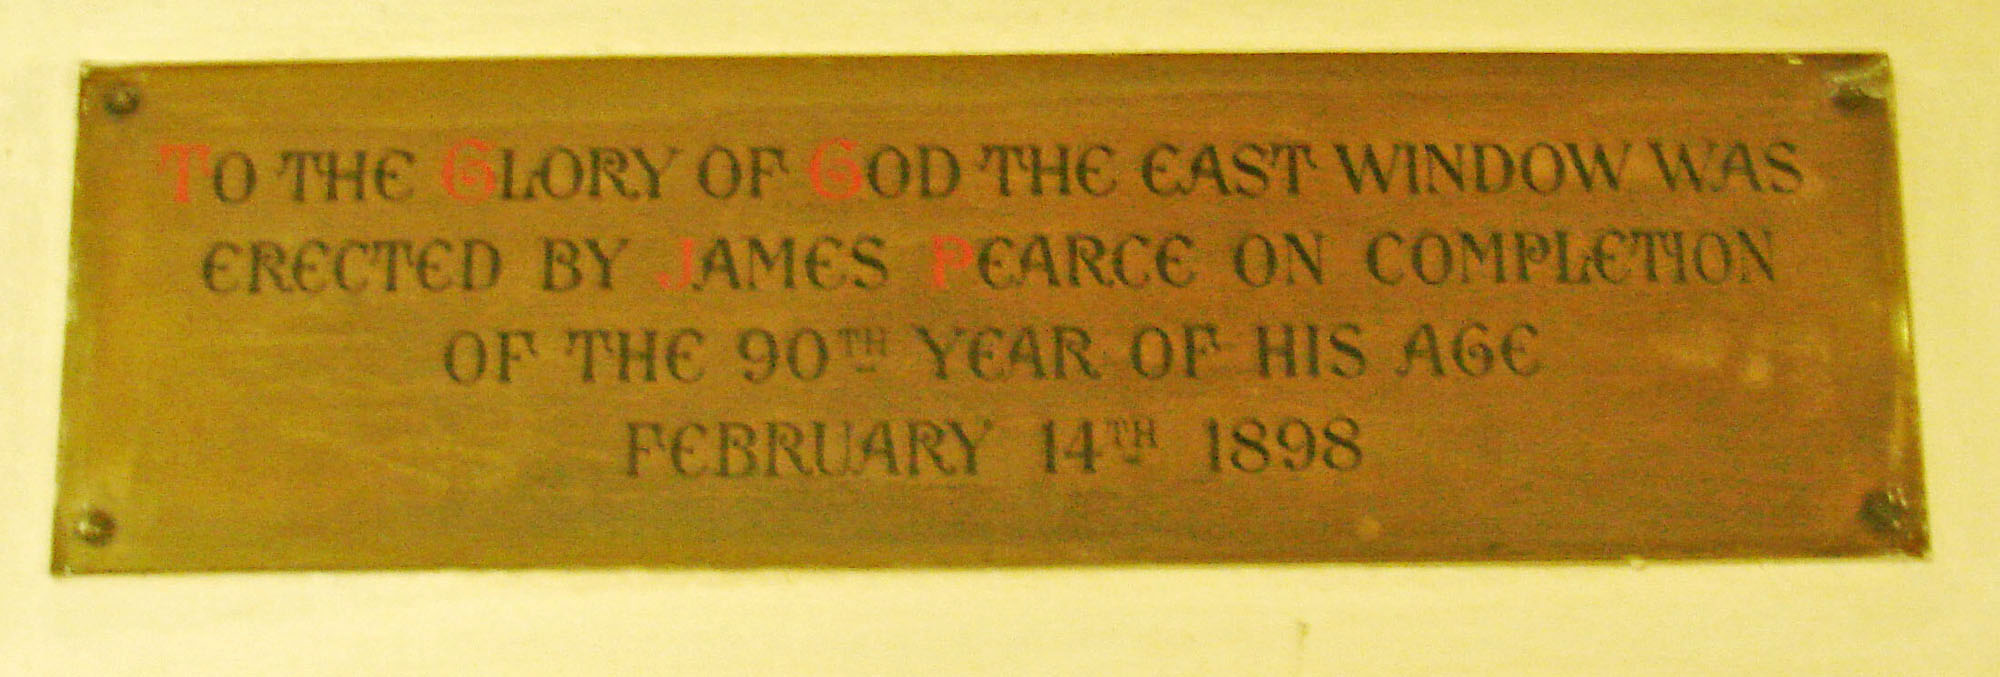 TO THE GLORY OF GOD THE EAST WINDOW WAS
ERECTED BY JAMES PEARCE ON COMPLETION
OF THE 90TH YEAR OF HIS AGE
FEBRUARY 14TH 1898